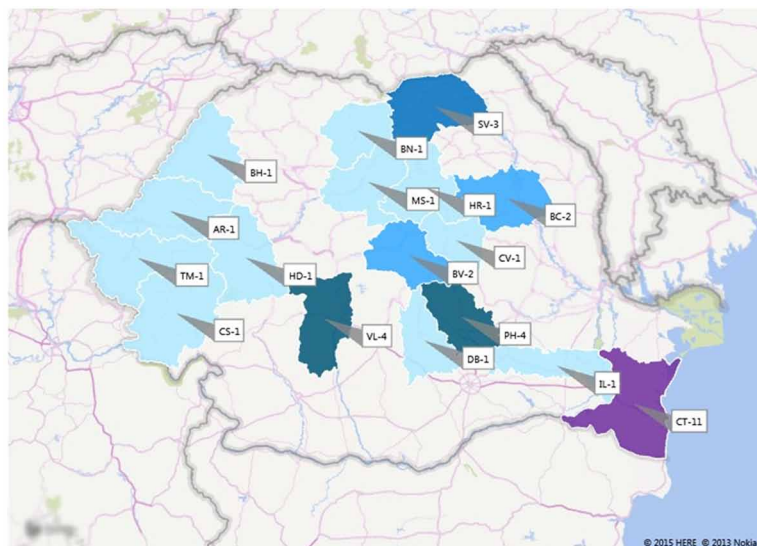 SV-3
BN-1
BH-1
MS-1
HR-1
BC-2
AR-1
CV-1
TM-1
HD-1
BV-2
CS-1
VL-4
PH-4
DB-1
IL-1
CT-11
© 2015 HERE © 2013 Nokia